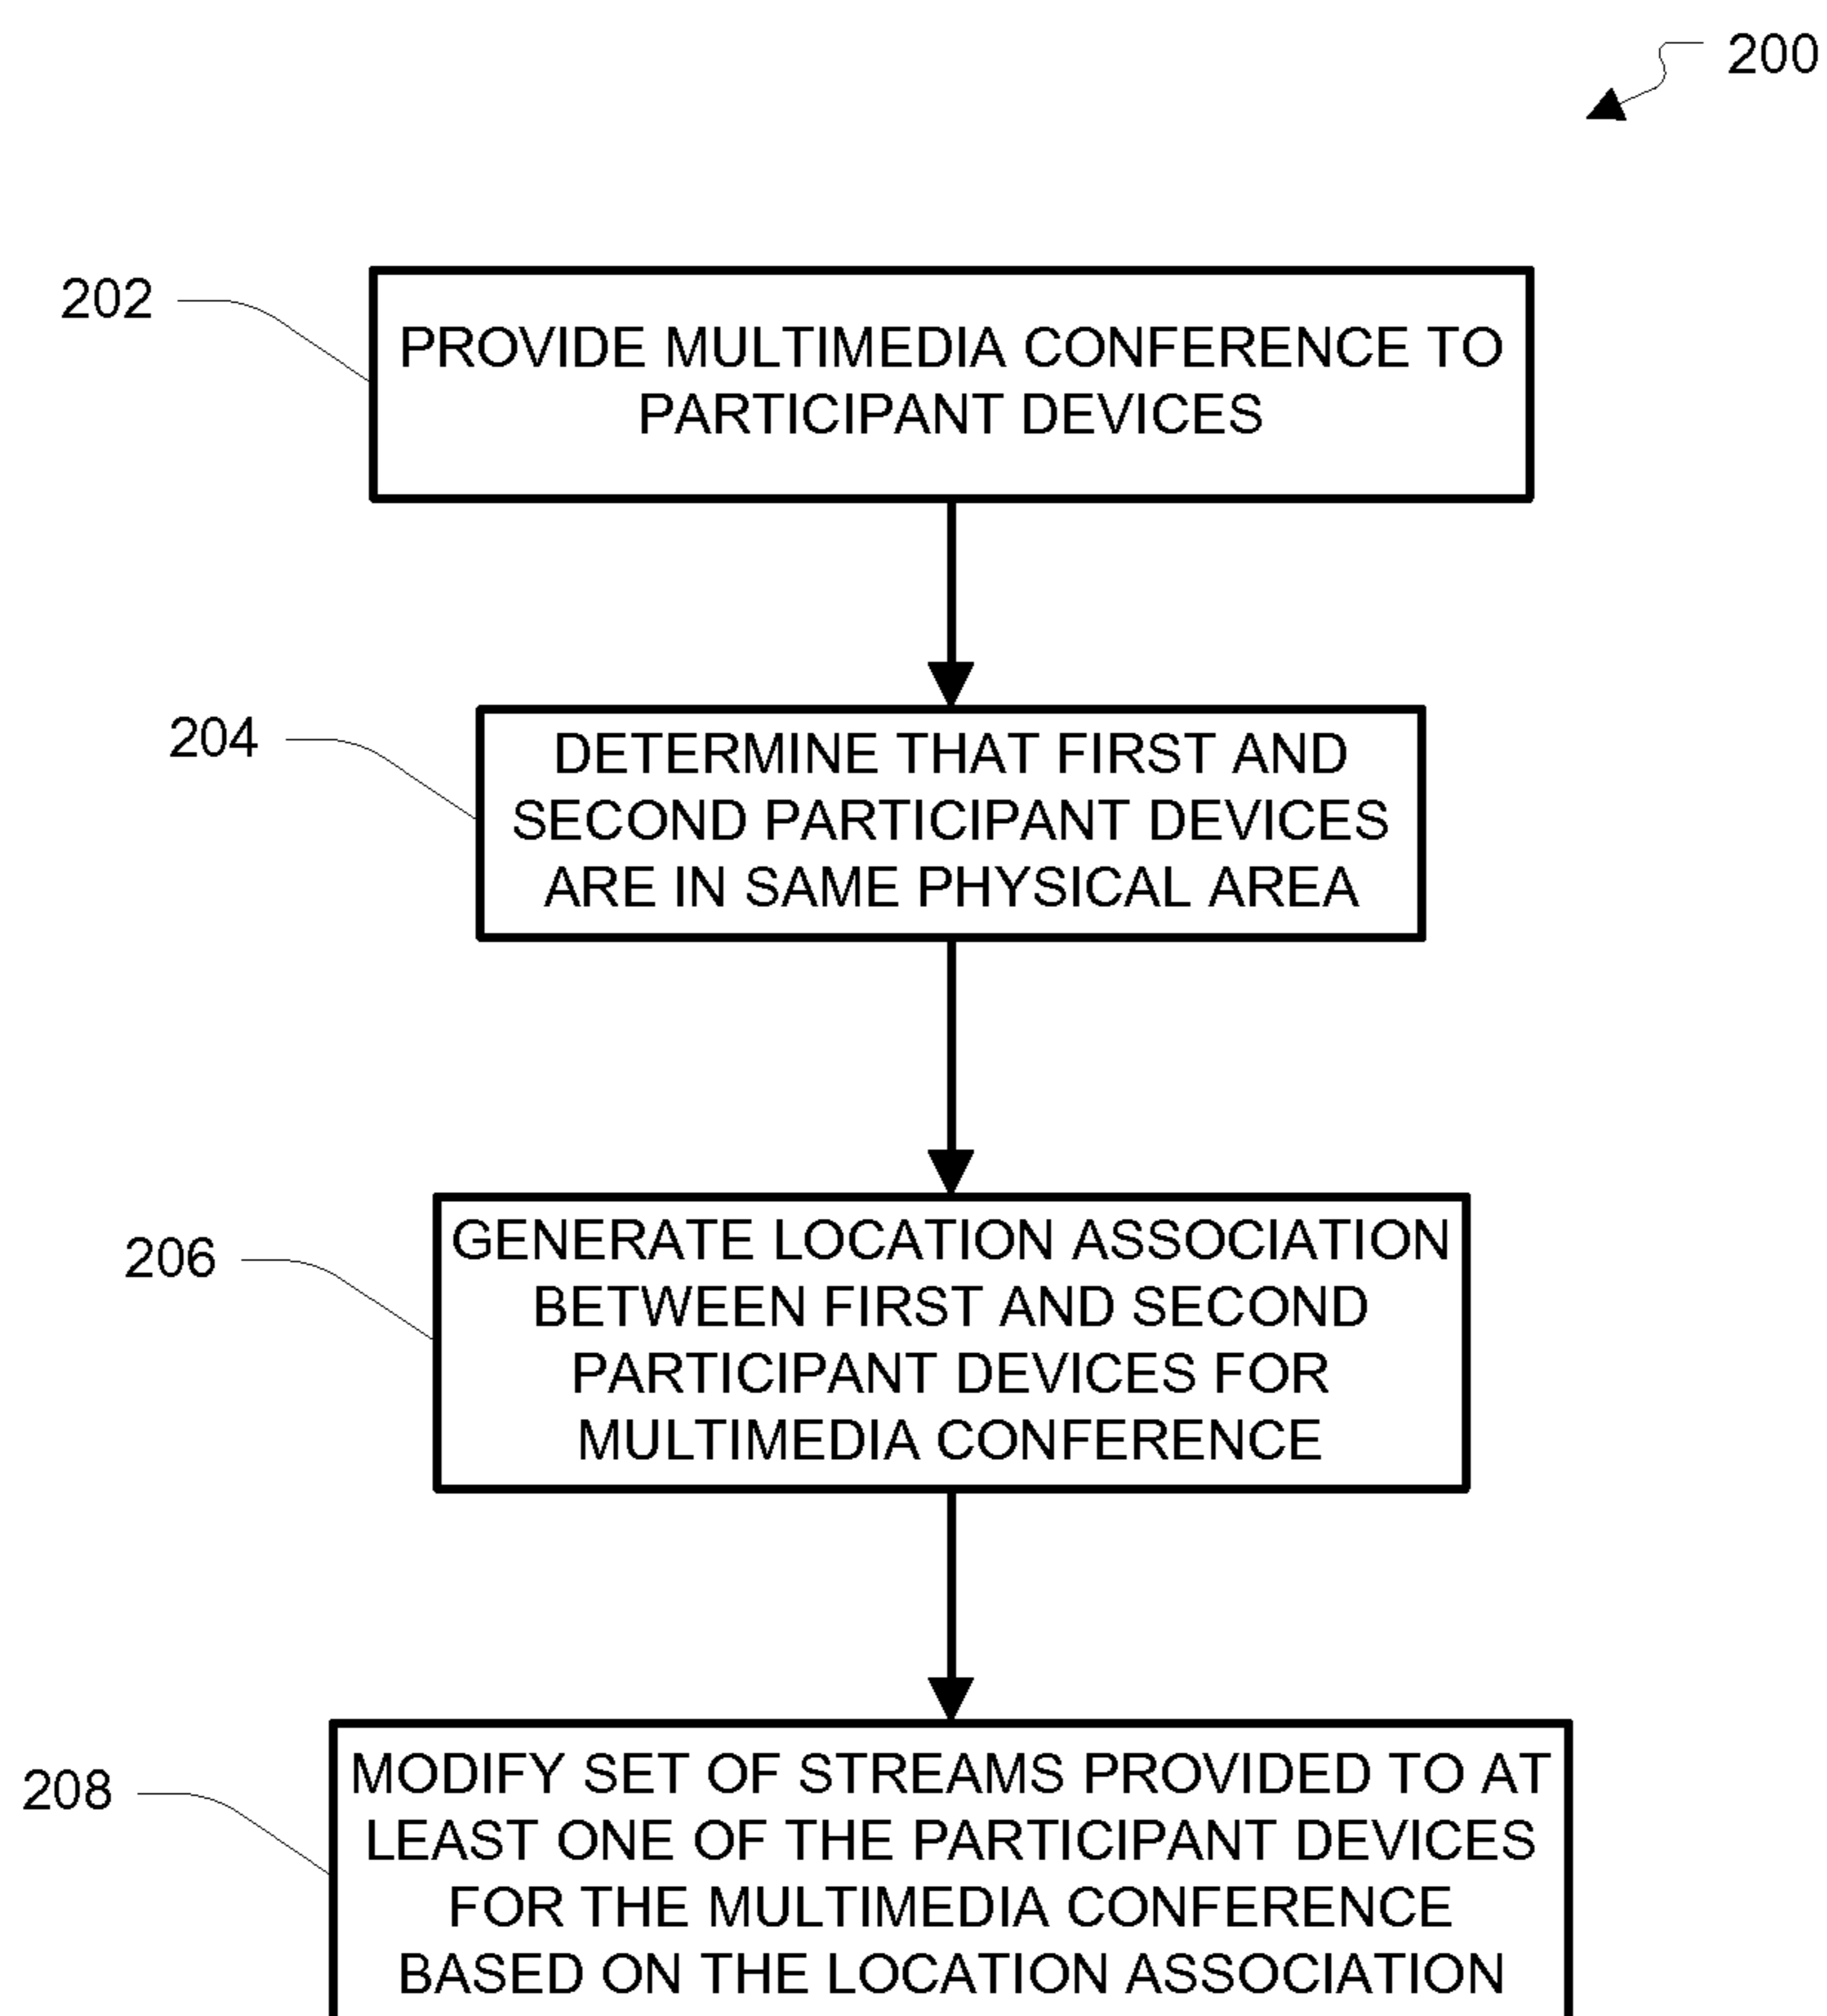 200
202
PROVIDE MULTIMEDIA CONFERENCE TO
PARTICIPANT DEVICES
204
DETERMINE THAT FIRST AND
SECOND PARTICIPANT DEVICES
ARE IN SAME PHYSICAL AREA
206
GENERATE LOCATION ASSOCIATION
BETWEEN FIRST AND SECOND
PARTICIPANT DEVICES FOR
MULTIMEDIA CONFERENCE
208
MODIFY SET OF STREAMS PROVIDED TO AT
LEAST ONE OF THE PARTICIPANT DEVICES
FOR THE MULTIMEDIA CONFERENCE
BASED ON THE LOCATION ASSOCIATION